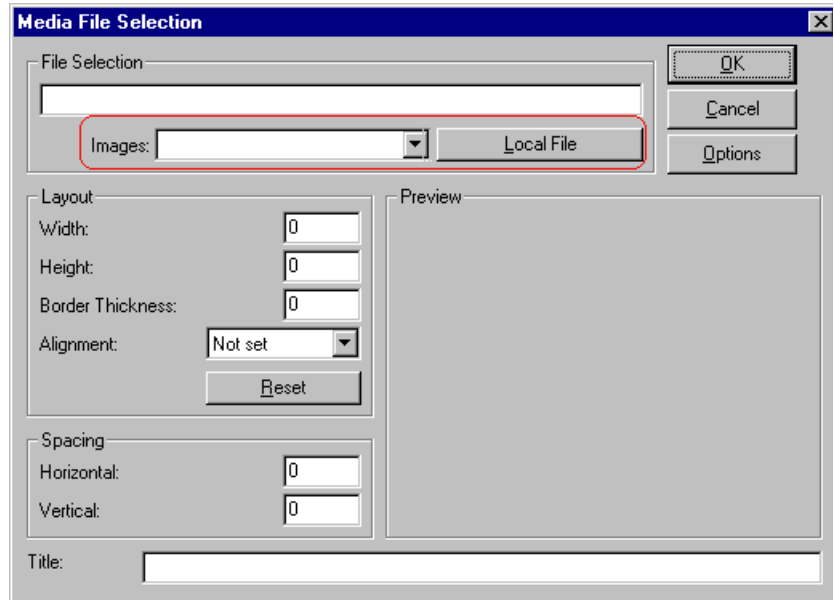 Media File Selection
File Selection
OK
Cancel
Images:
Local File
Options
Layout
Width: 0
Height: 0
Border Thickness: 0
Alignment: Not set
Reset
Preview
Spacing
Horizontal: 0
Vertical: 0
Title: